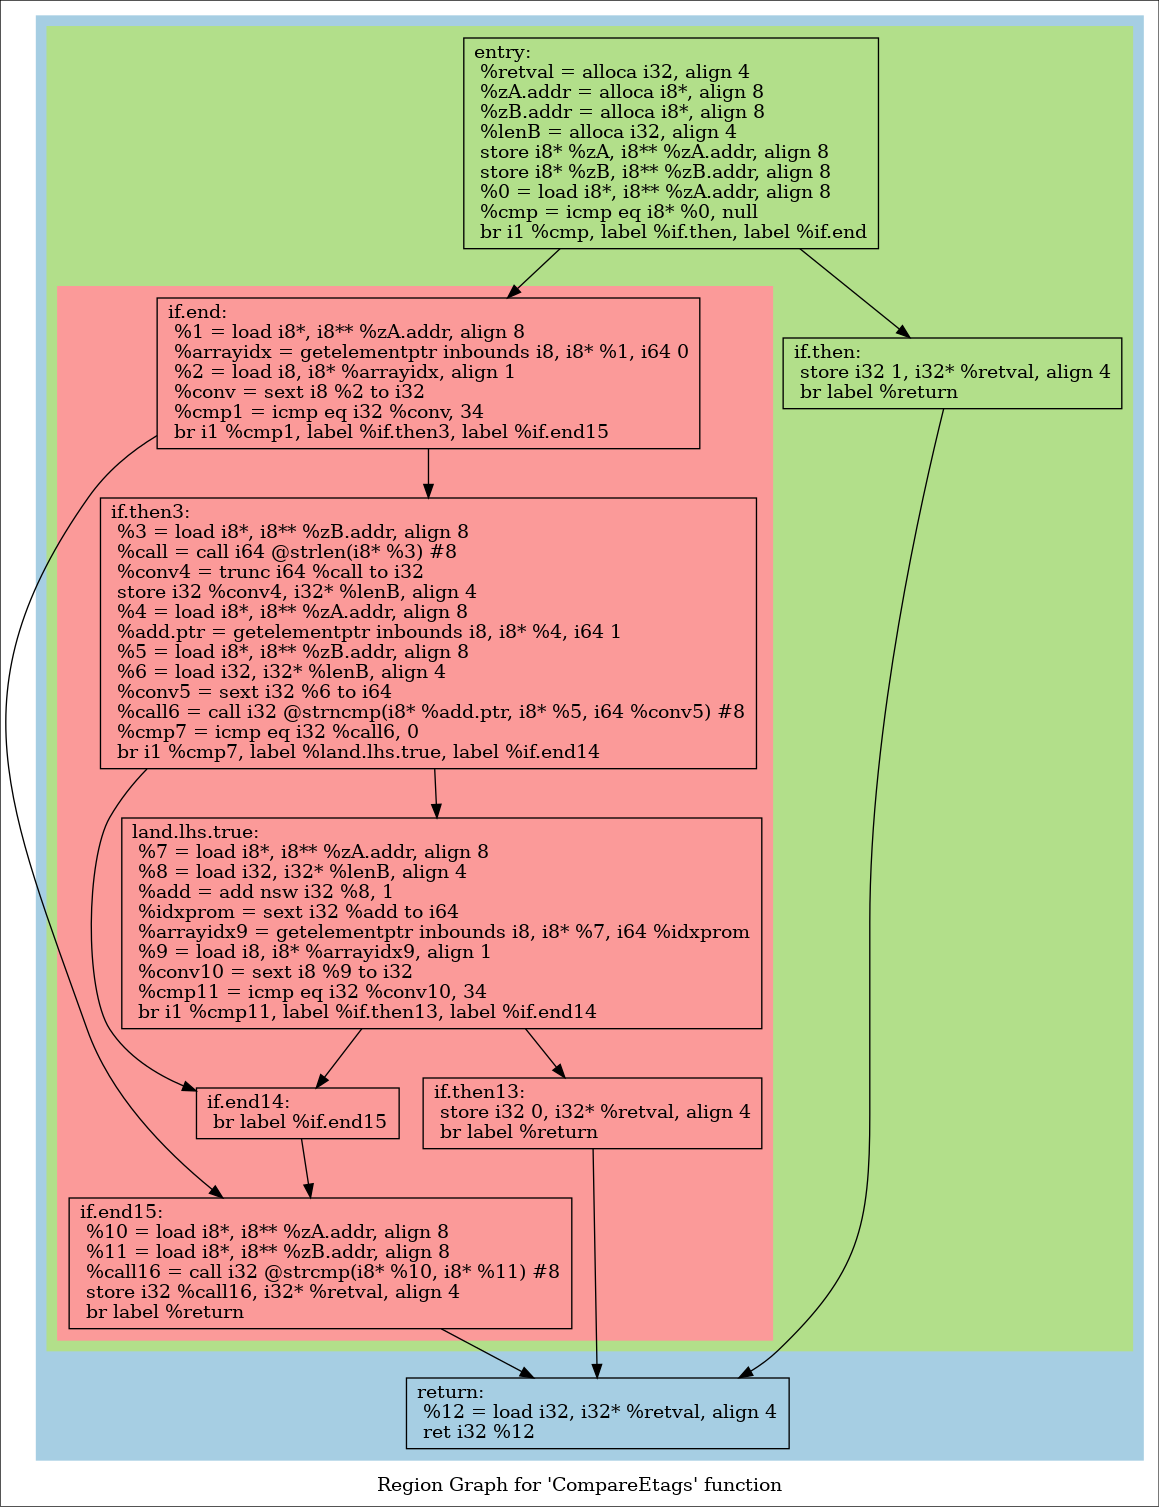 entry:
%retval = alloca i32, align 4
%zA.addr = alloca i8*, align 8
%zB.addr = alloca i8*, align 8
%lenB = alloca i32, align 4
store i8* %zA, i8** %zA.addr, align 8
store i8* %zB, i8** %zB.addr, align 8
%0 = load i8*, i8** %zA.addr, align 8
%cmp = icmp eq i8* %0, null
br i1 %cmp, label %if.then, label %if.end
if.end:
%1 = load i8*, i8** %zA.addr, align 8
%arrayidx = getelementptr inbounds i8, i8* %1, i64 0
%2 = load i8, i8* %arrayidx, align 1
%conv = sext i8 %2 to i32
%cmp1 = icmp eq i32 %conv, 34
br i1 %cmp1, label %if.then3, label %if.end15
if.then:
store i32 1, i32* %retval, align 4
br label %return
if.then3:
%3 = load i8*, i8** %zB.addr, align 8
%call = call i64 @strlen(i8* %3) #8
%conv4 = trunc i64 %call to i32
store i32 %conv4, i32* %lenB, align 4
%4 = load i8*, i8** %zA.addr, align 8
%add.ptr = getelementptr inbounds i8, i8* %4, i64 1
%5 = load i8*, i8** %zB.addr, align 8
%6 = load i32, i32* %lenB, align 4
%conv5 = sext i32 %6 to i64
%call6 = call i32 @strncmp(i8* %add.ptr, i8* %5, i64 %conv5) #8
%cmp7 = icmp eq i32 %call6, 0
br i1 %cmp7, label %land.lhs.true, label %if.end14
land.lhs.true:
%7 = load i8*, i8** %zA.addr, align 8
%8 = load i32, i32* %lenB, align 4
%add = add nsw i32 %8, 1
%idxprom = sext i32 %add to i64
%arrayidx9 = getelementptr inbounds i8, i8* %7, i64 %idxprom
%9 = load i8, i8* %arrayidx9, align 1
%conv10 = sext i8 %9 to i32
%cmp11 = icmp eq i32 %conv10, 34
br i1 %cmp11, label %if.then13, label %if.end14
if.end14:
br label %if.end15
if.then13:
store i32 0, i32* %retval, align 4
br label %return
if.end15:
%10 = load i8*, i8** %zA.addr, align 8
%11 = load i8*, i8** %zB.addr, align 8
%call16 = call i32 @strcmp(i8* %10, i8* %11) #8
store i32 %call16, i32* %retval, align 4
br label %return
return:
%12 = load i32, i32* %retval, align 4
ret i32 %12
Region Graph for 'CompareEtags' function